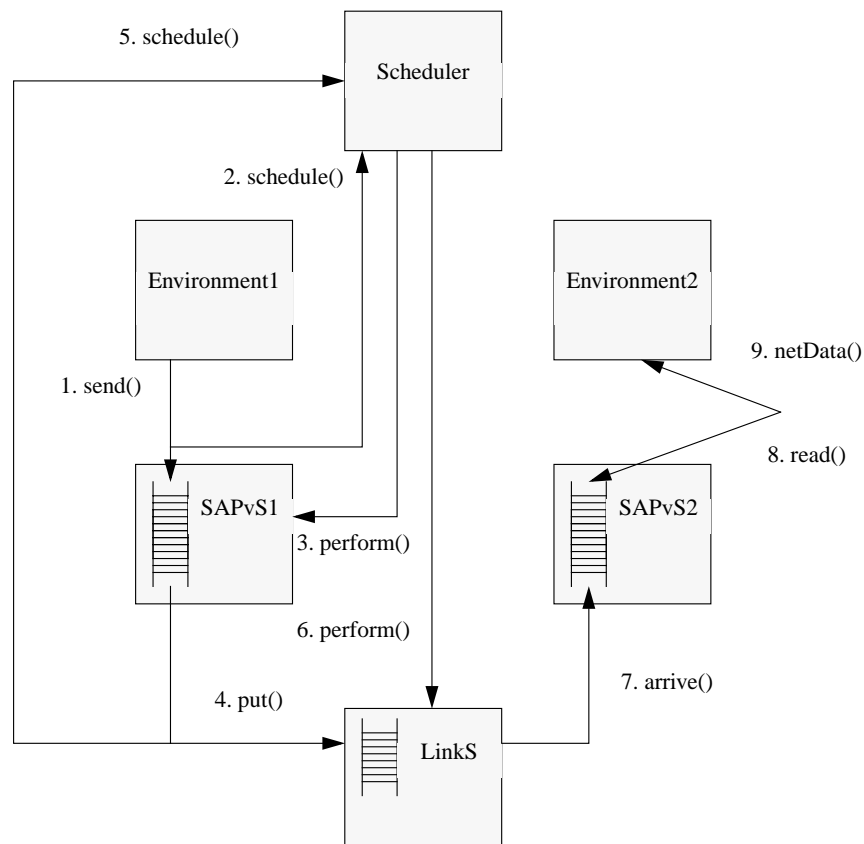 5. schedule()
Scheduler
2. schedule()
Environment1
Environment2
9. netData()
1. send()
8. read()
SAPvS1
SAPvS2
3. perform()
6. perform()
7. arrive()
4. put()
LinkS